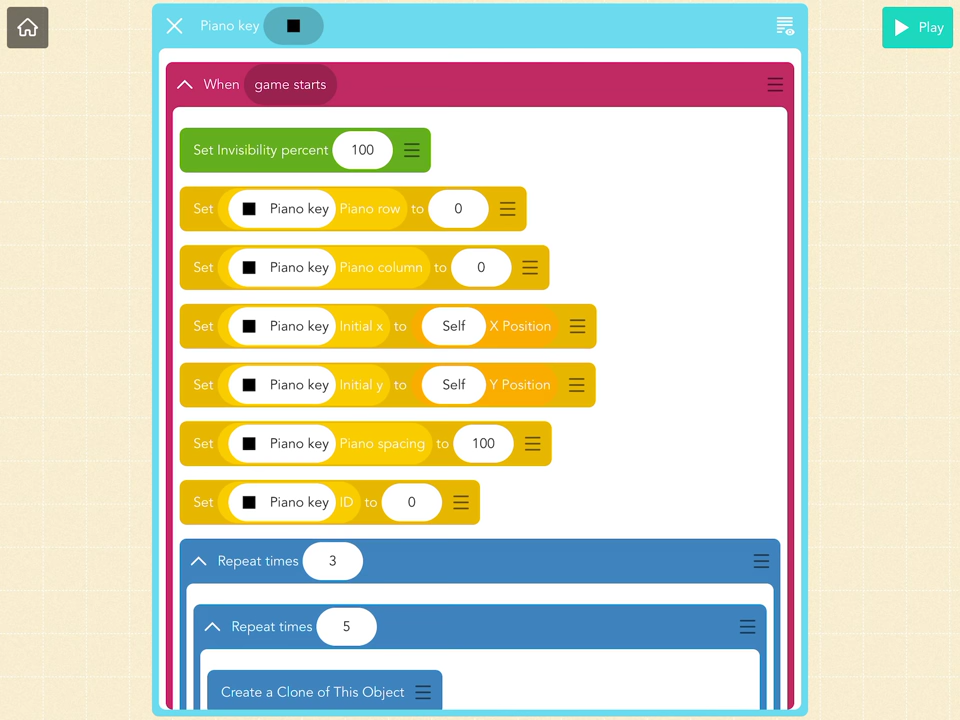 Piano key
Play
When game starts
Set Invisibility percent 100
Set Piano key Piano row to 0
Set Piano key Piano column to 0
Set Piano key Initial x to Self X Position
Set Piano key Initial y to Self Y Position
Set Piano key Piano spacing to 100
Set Piano key ID to 0
Repeat times 3
Repeat times 5
Create a Clone of This Object